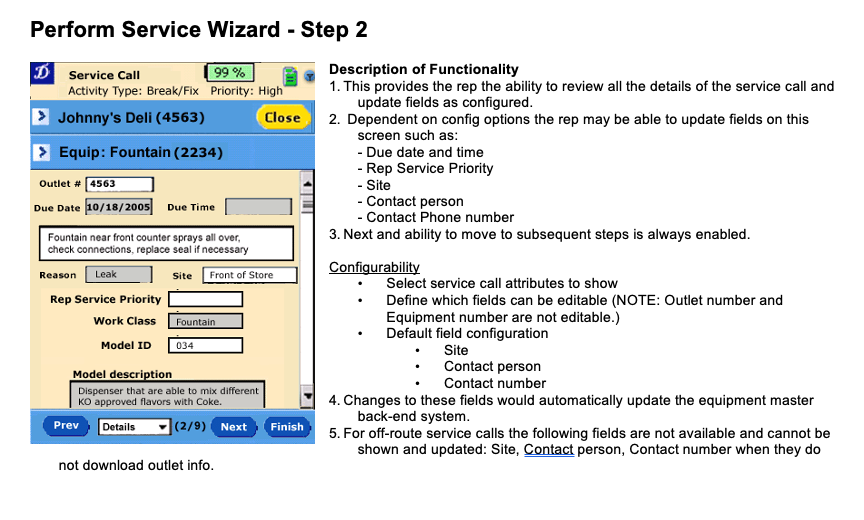 Perform Service Wizard - Step 2
D
Service Call
99 %
Activity Type: Break/Fix Priority: High
Johnny's Deli (4563)
Close
Equip: Fountain (2234)
Outlet # 4563
Due Date 10/18/2005 Due Time
Fountain near front counter sprays all over,
check connections, replace seal if necessary
Reason Leak Site Front of Store
Rep Service Priority
Work Class Fountain
Model ID 034
Model description
Dispenser that are able to mix different
KO approved flavors with Coke.
Prev Details (2/9) Next Finish
Description of Functionality
1. This provides the rep the ability to review all the details of the service call and
update fields as configured.
2. Dependent on config options the rep may be able to update fields on this
screen such as:
- Due date and time
- Rep Service Priority
- Site
- Contact person
- Contact Phone number
3. Next and ability to move to subsequent steps is always enabled.
Configurability
• Select service call attributes to show
• Define which fields can be editable (NOTE: Outlet number and
Equipment number are not editable.)
• Default field configuration
• Site
• Contact person
• Contact number
4. Changes to these fields would automatically update the equipment master
back-end system.
5. For off-route service calls the following fields are not available and cannot be
shown and updated: Site, Contact person, Contact number when they do
not download outlet info.